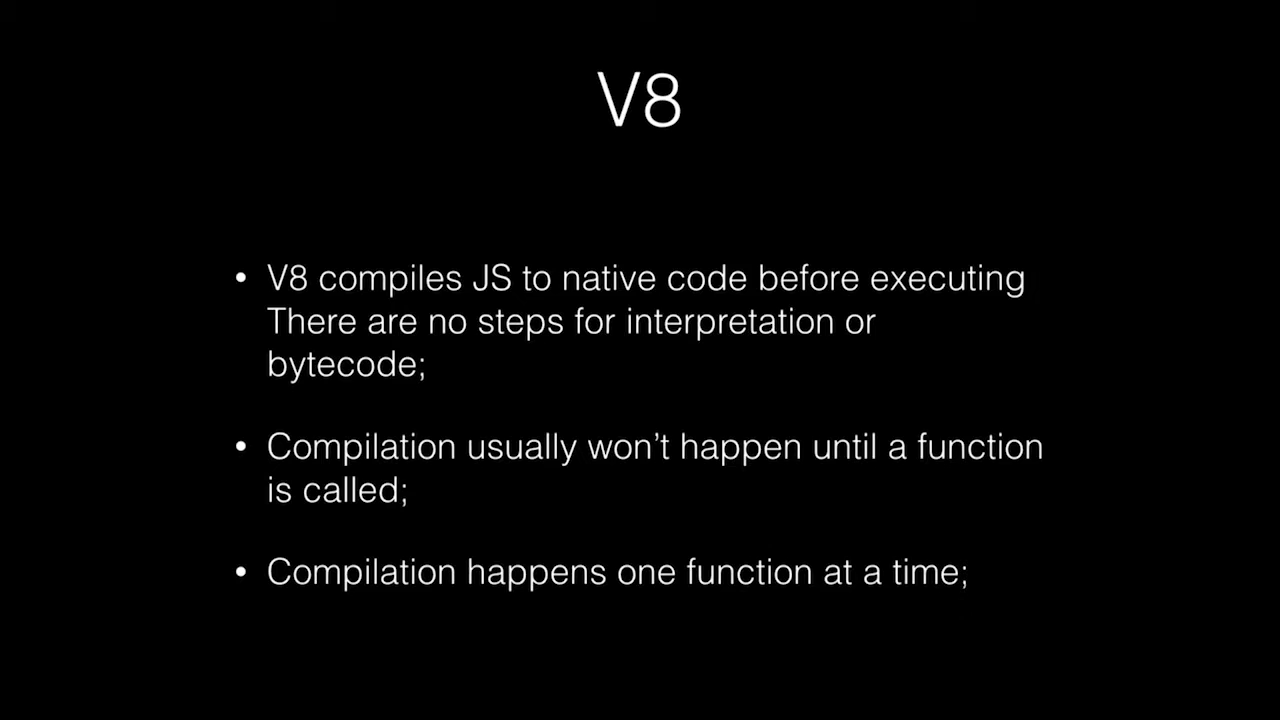 V8
• V8 compiles JS to native code before executing
There are no steps for interpretation or
bytecode;
• Compilation usually won’t happen until a function
is called;
• Compilation happens one function at a time;